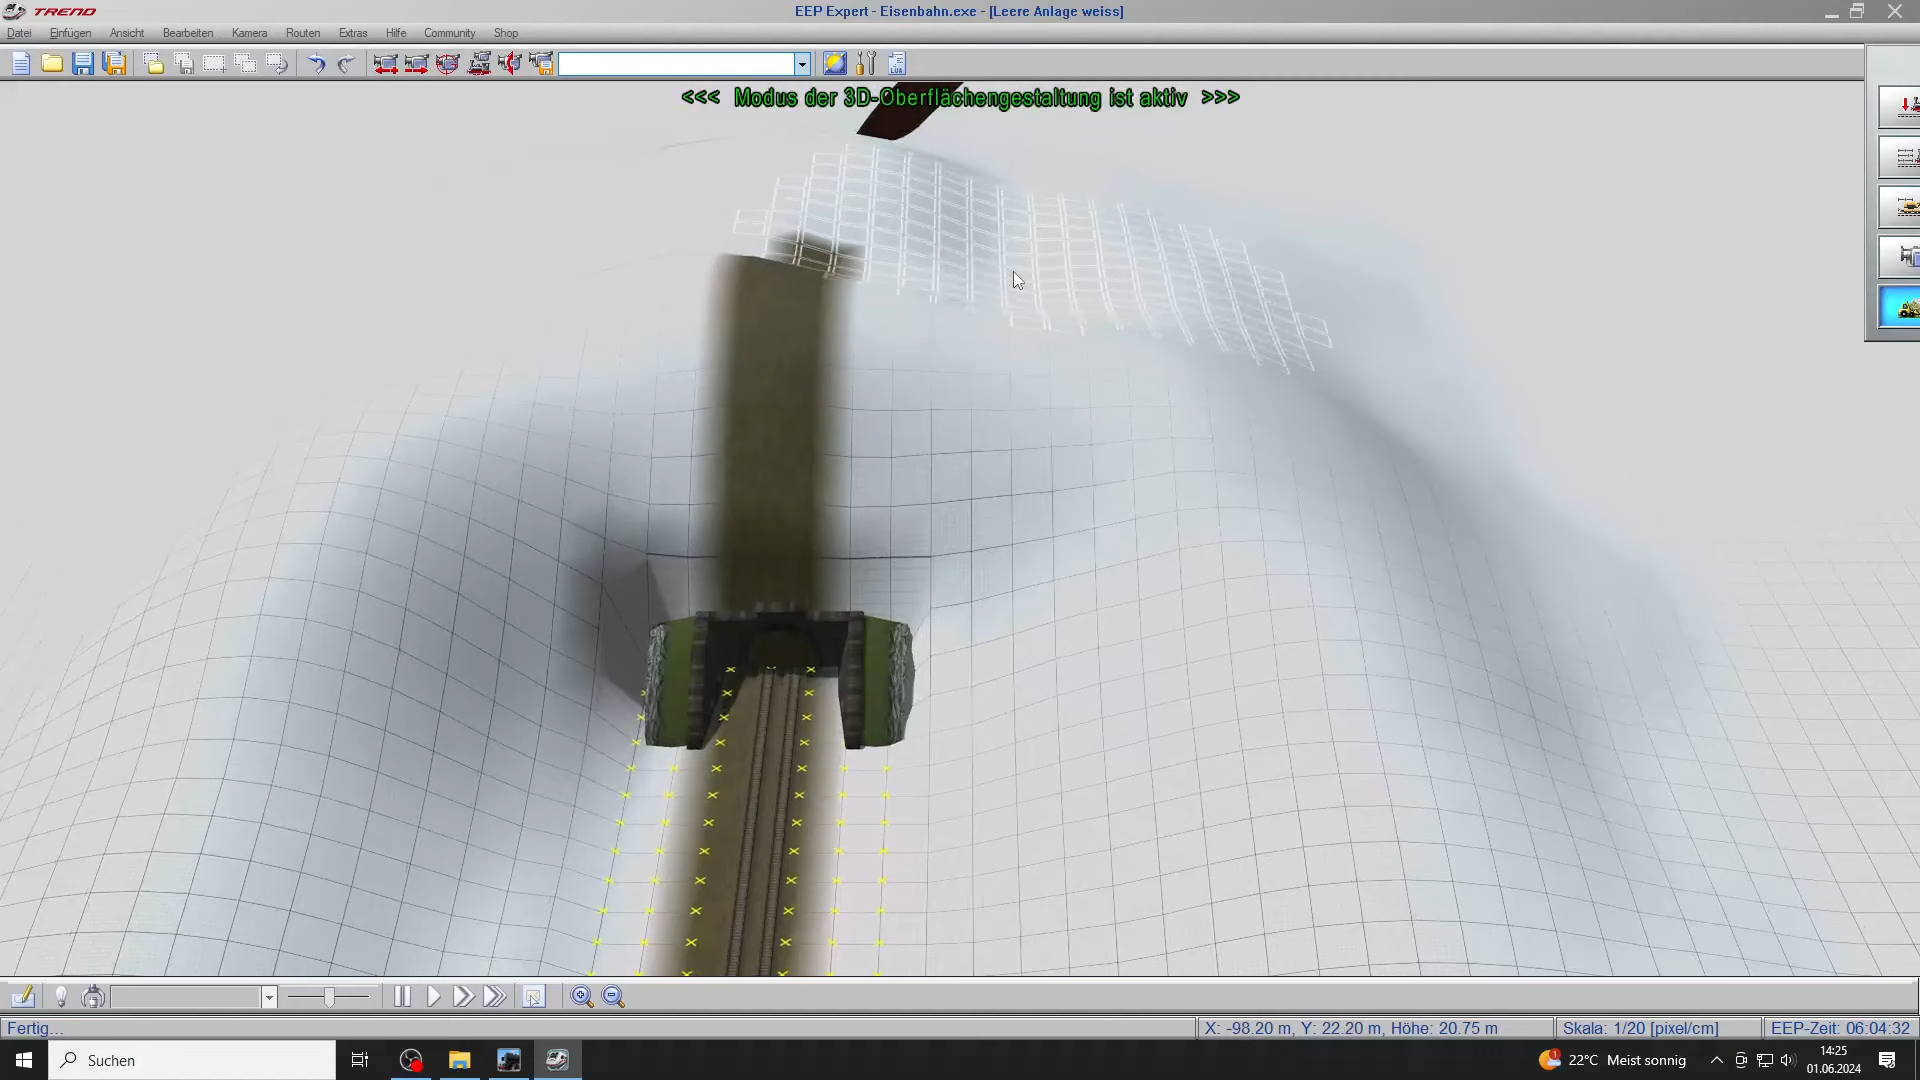 TREND
EEP Expert - Eisenbahn.exe - [Leere Anlage weiss]
Datei Einfügen Ansicht Bearbeiten Kamera Routen Extras Hilfe Community Shop
LUA
<<< Modus der 3D-Oberflächengestaltung ist aktiv >>>
Fertig...
X: -98.20 m, Y: 22.20 m, Höhe: 20.75 m
Skala: 1/20 [pixel/cm]
EEP-Zeit: 06:04:32
Suchen
1
22°C Meist sonnig
14:25
01.06.2024